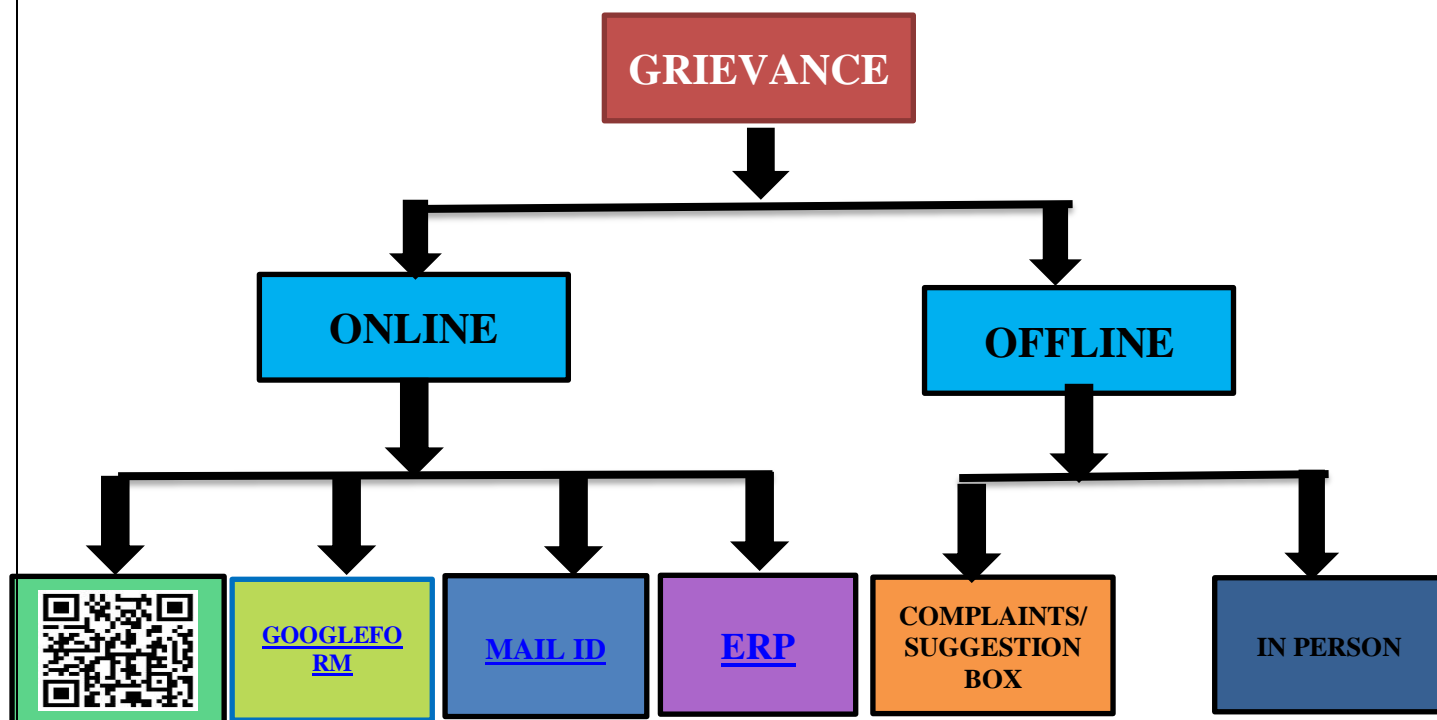 GRIEVANCE
ONLINE
OFFLINE
GOOGLEFO
RM
MAIL ID
ERP
COMPLAINTS/
SUGGESTION
BOX
IN PERSON